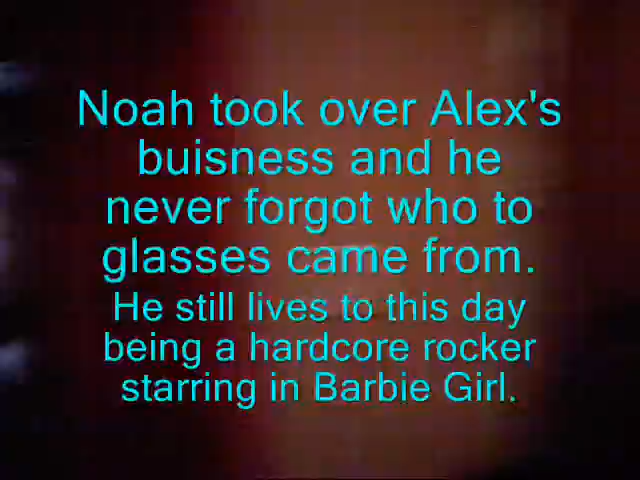 Noah took over Alex's
buisness and he
never forgot who to
glasses came from.
He still lives to this day
being a hardcore rocker
starring in Barbie Girl.